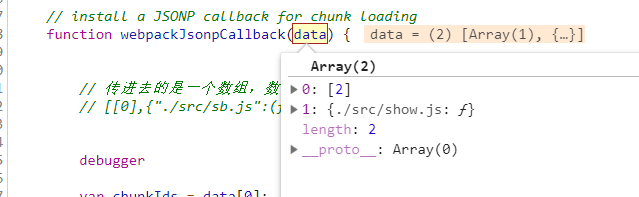 // install a JSONP callback for chunk loading
function webpackJsonpCallback(data) { data = (2) [Array(1), {…}]
Array(2)
// 传进去的是一个数组, 数
▶ 0: [2]
// [[0],{"./src/sb.js":(
▶ 1: {./src/show.js: ƒ}
length: 2
▶ __proto__: Array(0)
debugger
var chunkIds = data[0];